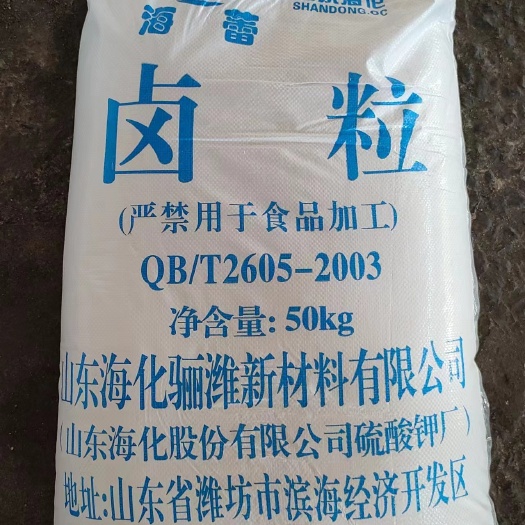 SHANDONG.OC
海蕾
卤粒
(严禁用于食品加工)
QB/T2605-2003
净含量: 50kg
山东海化骊潍新材料有限公司
(山东海化股份有限公司硫酸钾厂)
地址:山东省潍坊市滨海经济开发区